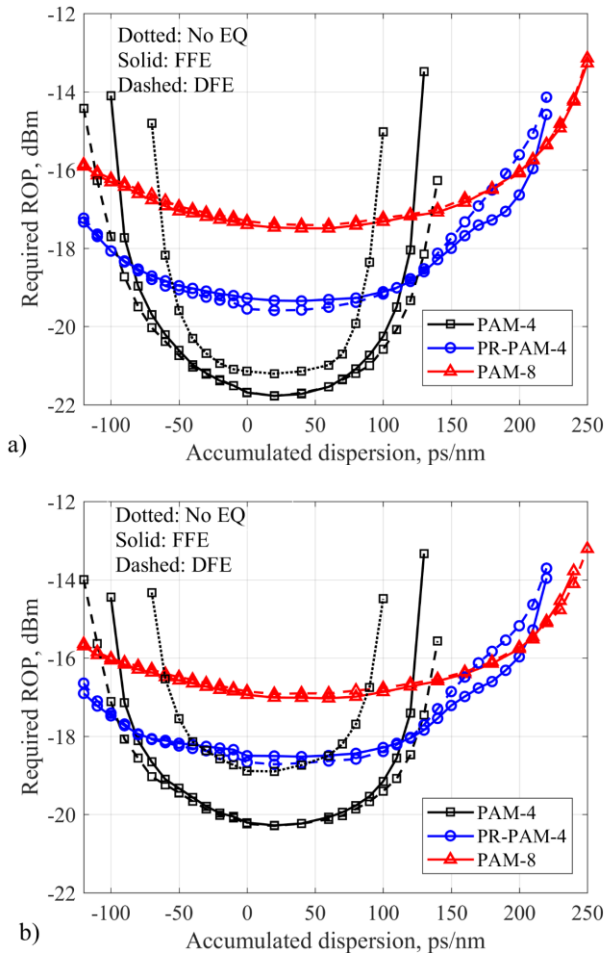 -12
Dotted: No EQ
Solid: FFE
Dashed: DFE
-14
-16
Required ROP, dBm
-18
-20
PAM-4
PR-PAM-4
PAM-8
-22
-100 -50 0 50 100 150 200 250
a)
Accumulated dispersion, ps/nm
-12
Dotted: No EQ
Solid: FFE
Dashed: DFE
-14
-16
Required ROP, dBm
-18
-20
PAM-4
PR-PAM-4
PAM-8
-22
-100 -50 0 50 100 150 200 250
b)
Accumulated dispersion, ps/nm